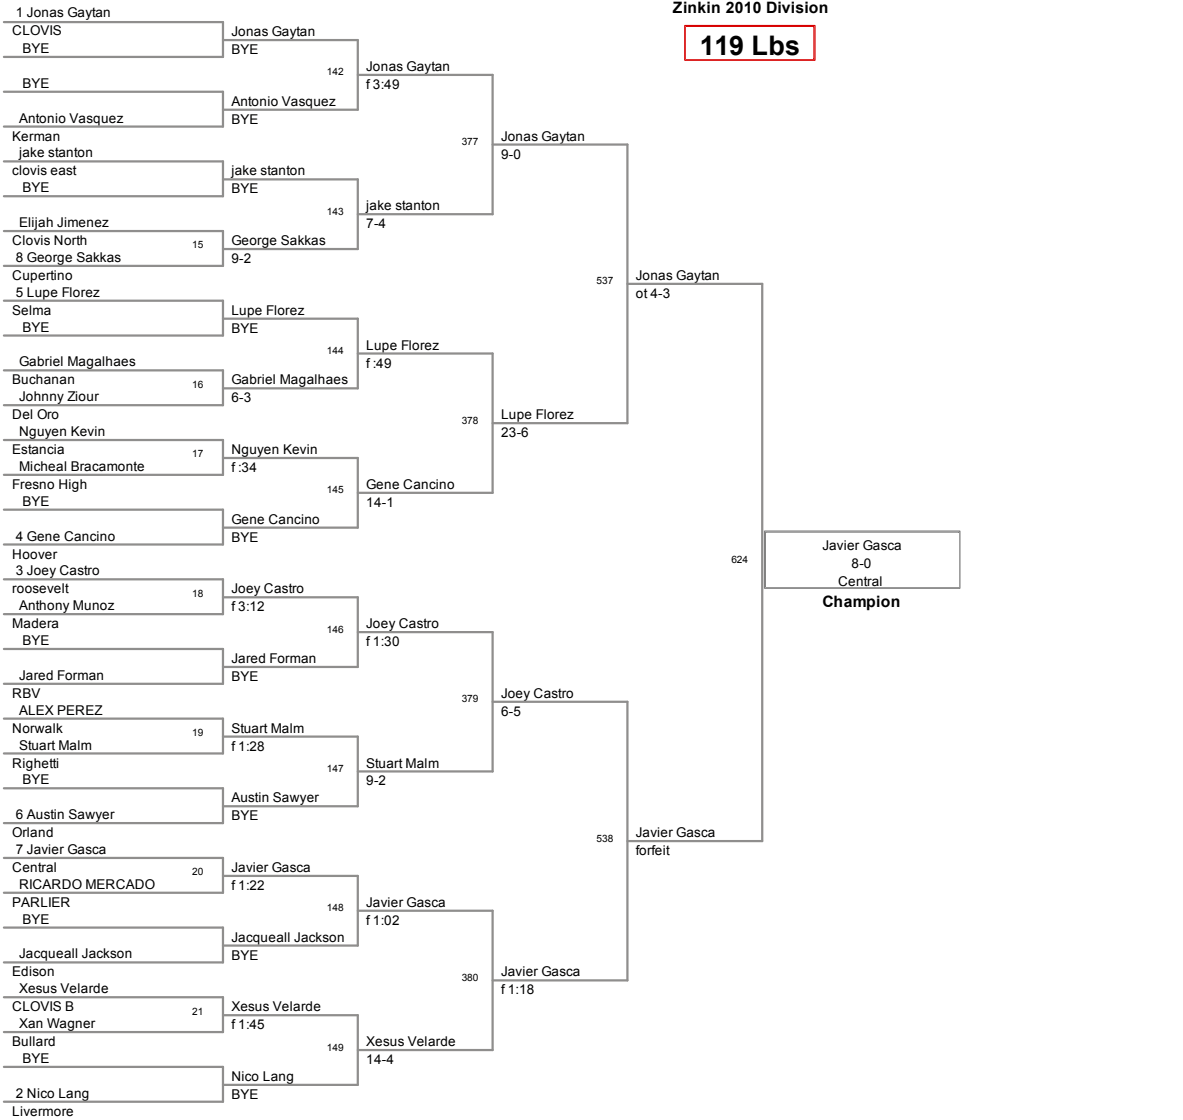 Zinkin 2010 Division
119 Lbs
1 Jonas Gaytan
CLOVIS
BYE
BYE
Antonio Vasquez
Kerman
jake stanton
clovis east
BYE
Elijah Jimenez
Clovis North
15
8 George Sakkas
Cupertino
5 Lupe Florez
Selma
BYE
Gabriel Magalhaes
Buchanan
16
Johnny Ziour
Del Oro
Nguyen Kevin
Estancia
17
Micheal Bracamonte
Fresno High
BYE
4 Gene Cancino
Hoover
3 Joey Castro
roosevelt
18
Anthony Munoz
Madera
BYE
Jared Forman
RBV
ALEX PEREZ
Norwalk
19
Stuart Malm
Righetti
BYE
6 Austin Sawyer
Orland
7 Javier Gasca
Central
20
RICARDO MERCADO
PARLIER
BYE
Jacqueall Jackson
Edison
Xesus Velarde
CLOVIS B
21
Xan Wagner
Bullard
BYE
2 Nico Lang
Livermore
Jonas Gaytan
BYE
142
Antonio Vasquez
BYE
jake stanton
BYE
143
George Sakkas
9-2
Lupe Florez
BYE
144
Gabriel Magalhaes
6-3
Nguyen Kevin
f :34
145
Gene Cancino
BYE
Joey Castro
f 3:12
146
Jared Forman
BYE
Stuart Malm
f 1:28
147
Austin Sawyer
BYE
Javier Gasca
f 1:22
148
Jacqueall Jackson
BYE
Xesus Velarde
f 1:45
149
Nico Lang
BYE
Jonas Gaytan
f 3:49
377
jake stanton
7-4
Lupe Florez
f :49
378
Gene Cancino
14-1
Joey Castro
f 1:30
379
Stuart Malm
9-2
Javier Gasca
f 1:02
380
Xesus Velarde
14-4
Jonas Gaytan
9-0
537
Lupe Florez
23-6
Joey Castro
6-5
538
Javier Gasca
f 1:18
Jonas Gaytan
ot 4-3
624
Javier Gasca
forfeit
Javier Gasca
8-0
Central
Champion